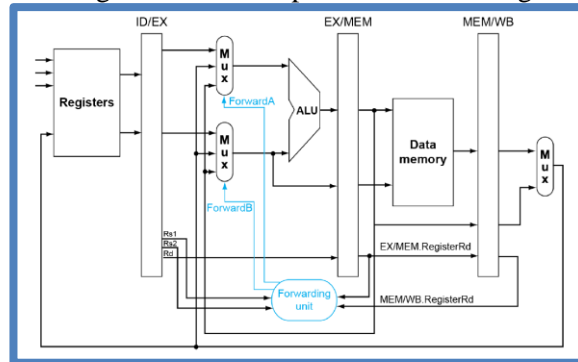 ID/EX
EX/MEM
MEM/WB
Registers
M
u
x
ForwardA
ALU
M
u
x
ForwardB
Data
memory
M
u
x
Rs1
Rs2
Rd
EX/MEM.RegisterRd
Forwarding
unit
MEM/WB.RegisterRd